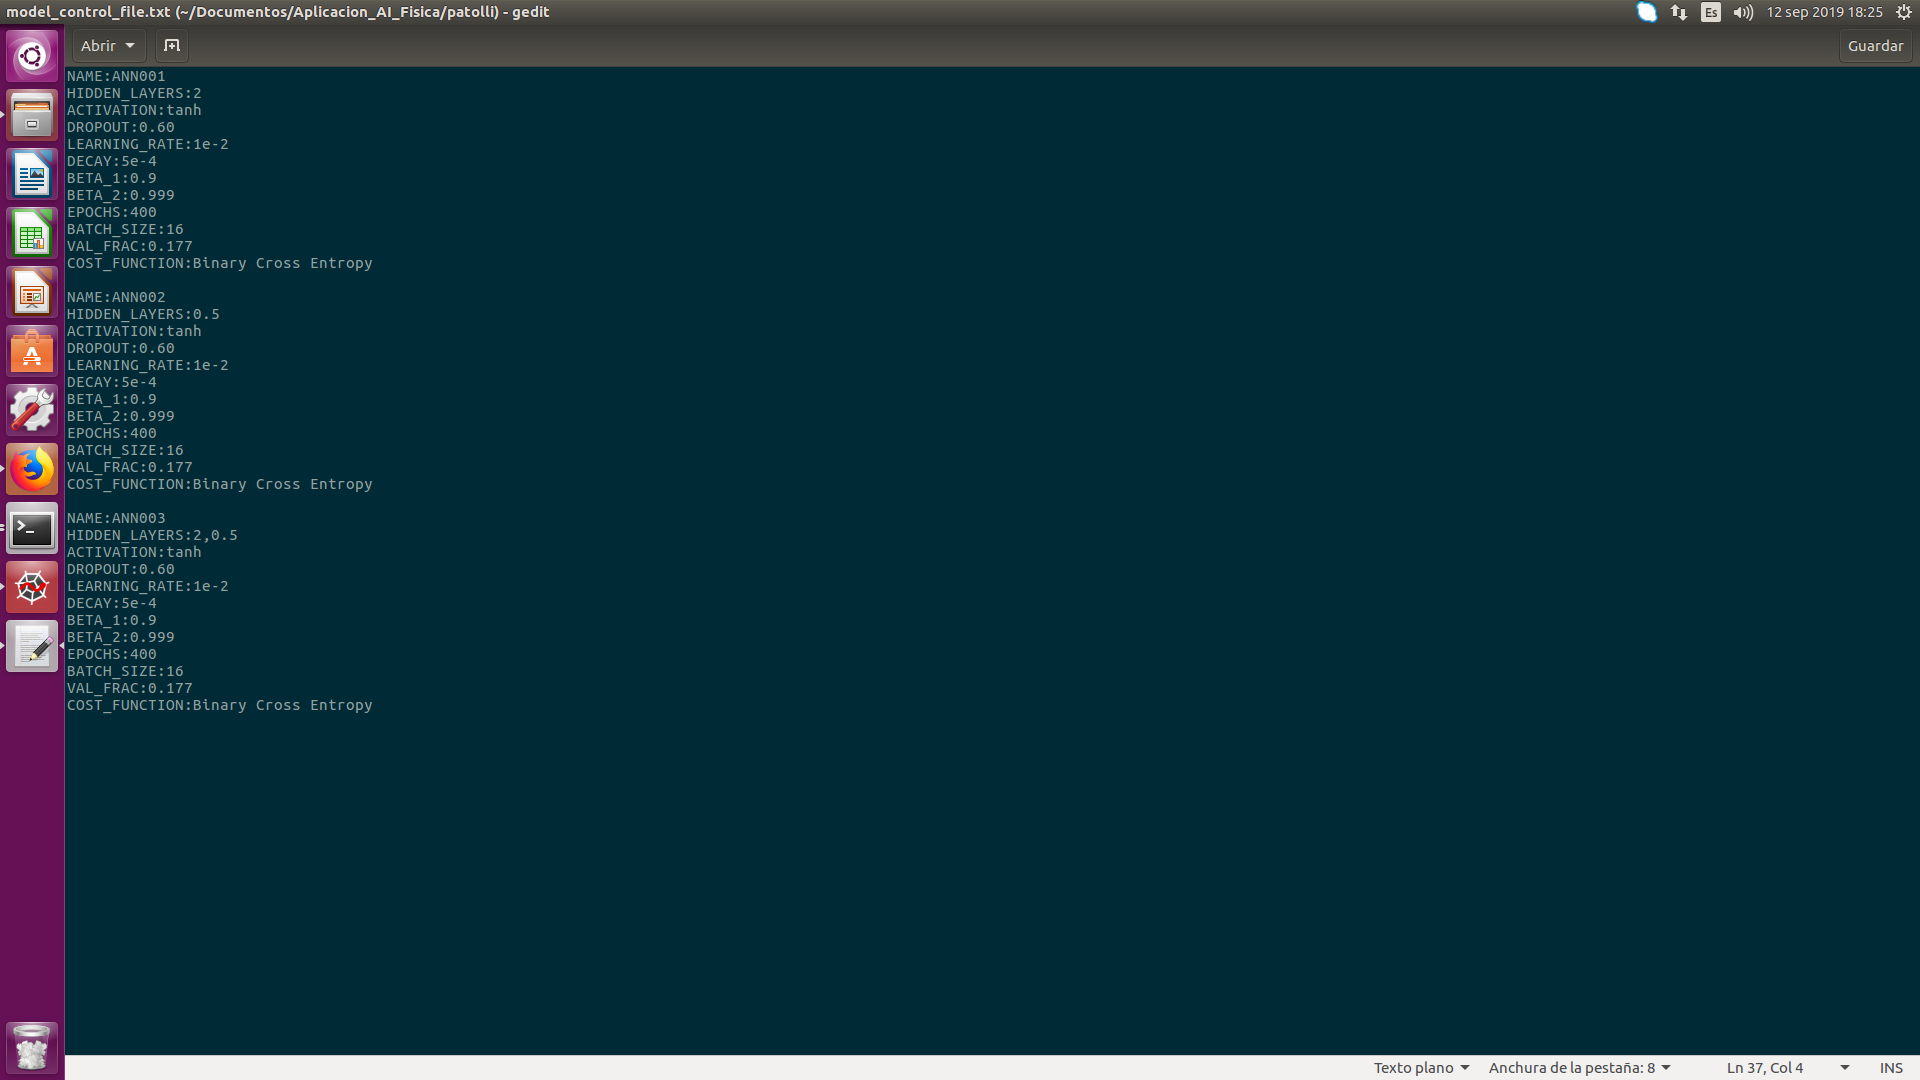 model_control_file.txt (~/Documentos/Aplicacion_AI_Fisica/patolli) - gedit
Es
12 sep 2019 18:25
Abrir
Guardar
NAME:ANN001
HIDDEN_LAYERS:2
ACTIVATION:tanh
DROPOUT:0.60
LEARNING_RATE:1e-2
DECAY:5e-4
BETA_1:0.9
BETA_2:0.999
EPOCHS:400
BATCH_SIZE:16
VAL_FRAC:0.177
COST_FUNCTION:Binary Cross Entropy
NAME:ANN002
HIDDEN_LAYERS:0.5
ACTIVATION:tanh
DROPOUT:0.60
LEARNING_RATE:1e-2
DECAY:5e-4
BETA_1:0.9
BETA_2:0.999
EPOCHS:400
BATCH_SIZE:16
VAL_FRAC:0.177
COST_FUNCTION:Binary Cross Entropy
NAME:ANN003
HIDDEN_LAYERS:2,0.5
ACTIVATION:tanh
DROPOUT:0.60
LEARNING_RATE:1e-2
DECAY:5e-4
BETA_1:0.9
BETA_2:0.999
EPOCHS:400
BATCH_SIZE:16
VAL_FRAC:0.177
COST_FUNCTION:Binary Cross Entropy
Texto plano
Anchura de la pestaña: 8
Ln 37, Col 4
INS